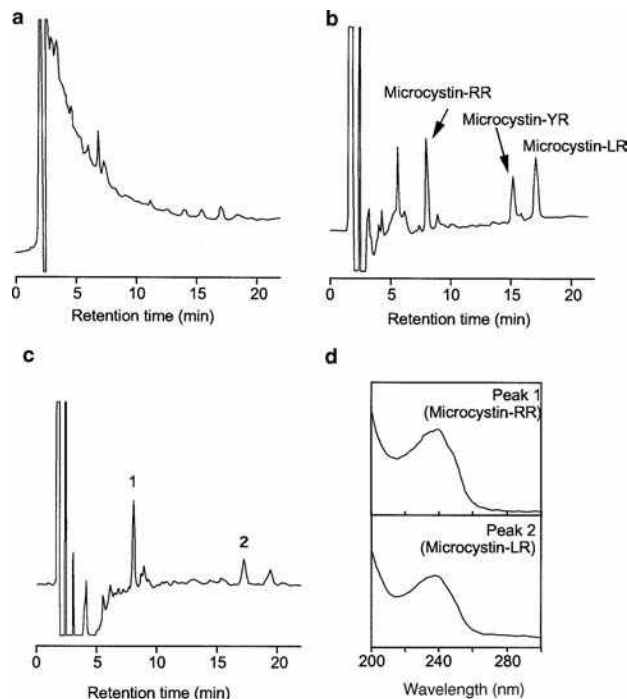 a
0 5 10 15 20
Retention time (min)
b
Microcystin-RR
Microcystin-YR
Microcystin-LR
0 5 10 15 20
Retention time (min)
c
1
2
0 5 10 15 20
Retention time (min)
d
Peak 1
(Microcystin-RR)
Peak 2
(Microcystin-LR)
200 240 280
Wavelength (nm)